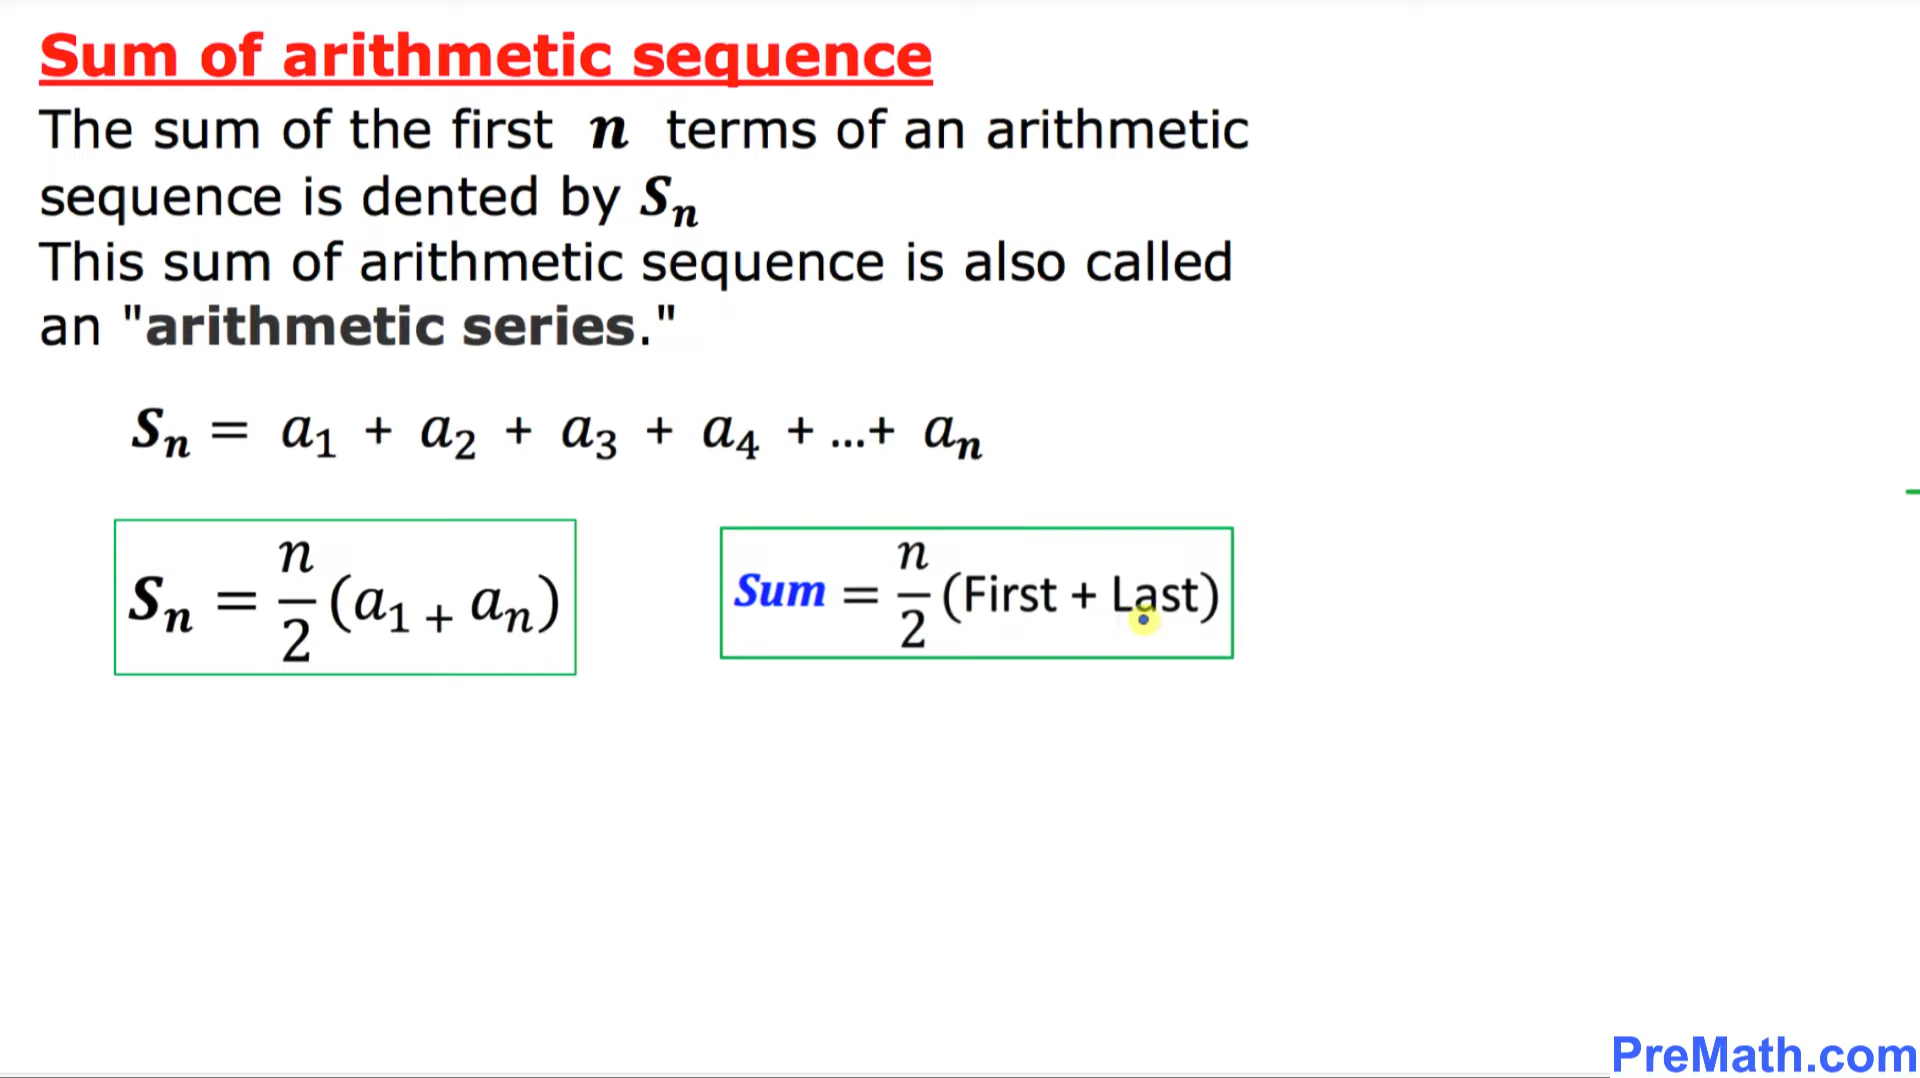 Sum of arithmetic sequence
The sum of the first n terms of an arithmetic
sequence is dented by Sₙ
This sum of arithmetic sequence is also called
an "arithmetic series."
Sₙ = a₁ + a₂ + a₃ + a₄ + ...+ aₙ
Sₙ = n/2 (a₁ + aₙ)
Sum = n/2 (First + Last)
PreMath.com